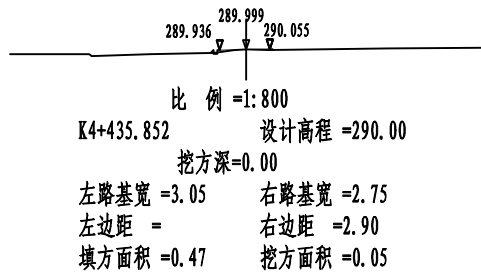 289.999
289.936 290.055
比 例 =1:800
K4+435.852 设计高程 =290.00
挖方深=0.00
左路基宽 =3.05 右路基宽 =2.75
左边距 = 右边距 =2.90
填方面积 =0.47 挖方面积 =0.05